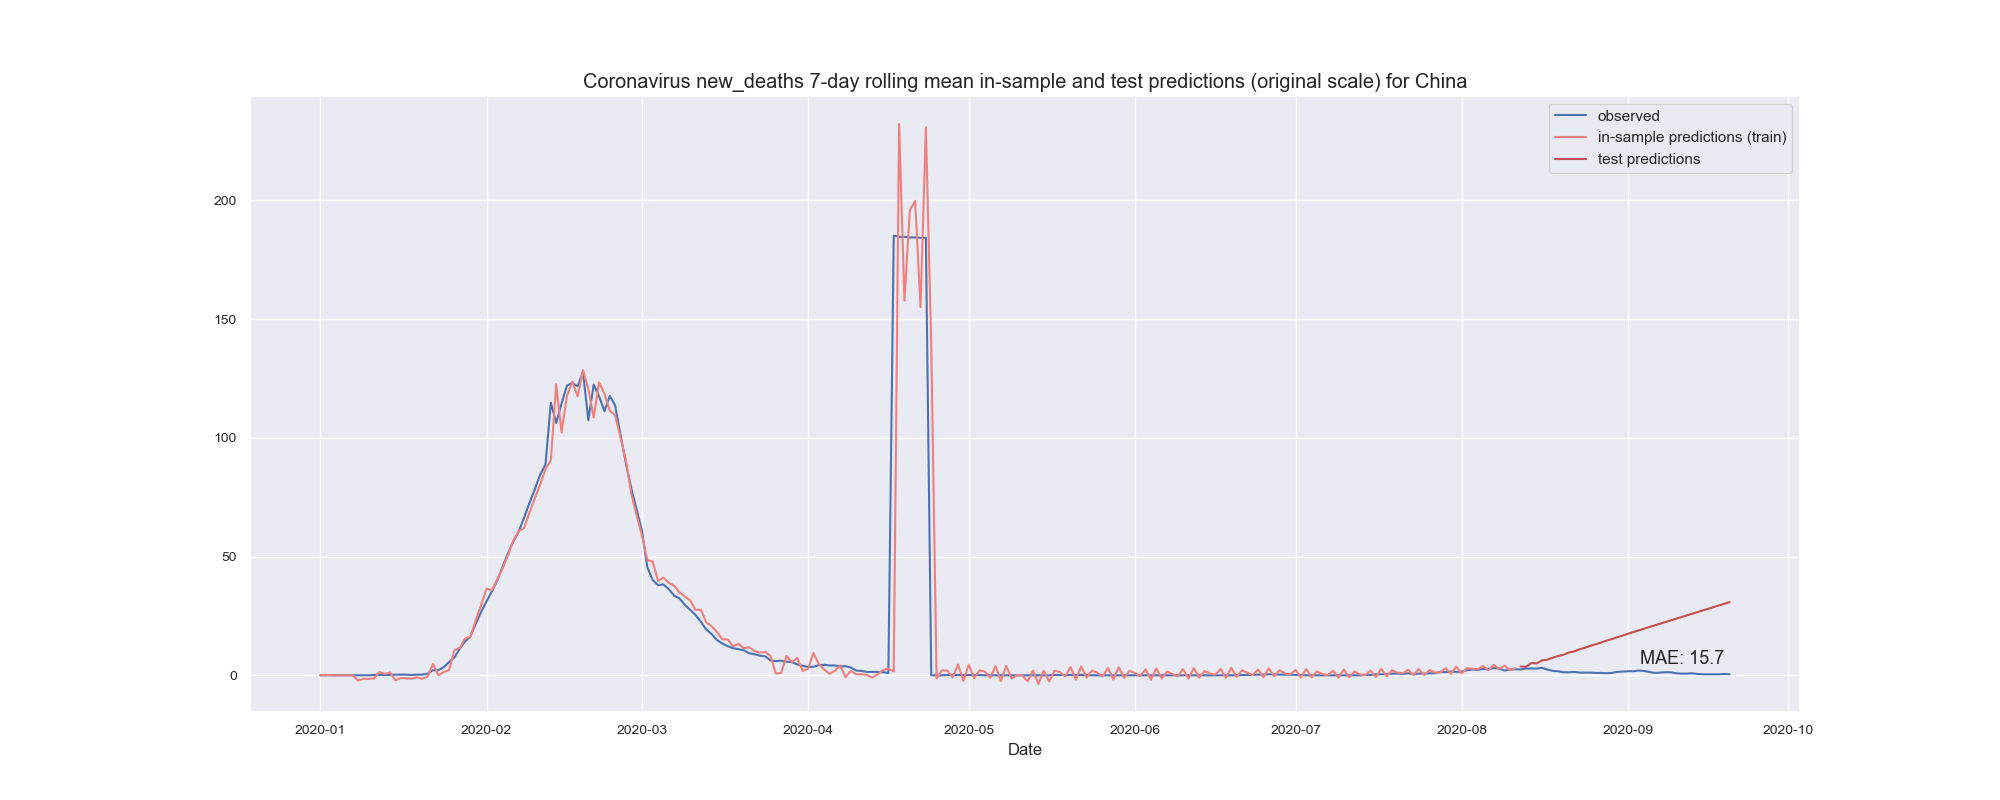 Coronavirus new_deaths 7-day rolling mean in-sample and test predictions (original scale) for China
observed
in-sample predictions (train)
test predictions
200
150
100
50
0
MAE: 15.7
2020-01 2020-02 2020-03 2020-04 2020-05 2020-06 2020-07 2020-08 2020-09 2020-10
Date